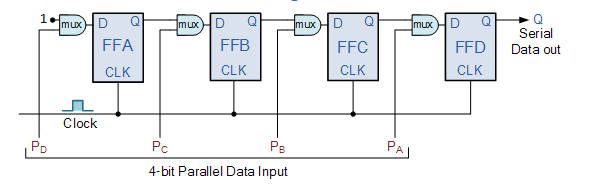 1 mux D Q mux D Q mux D Q mux D Q Q
FFA FFB FFC FFD Serial
Data out
CLK CLK CLK CLK
Clock
PD PC PB PA
4-bit Parallel Data Input